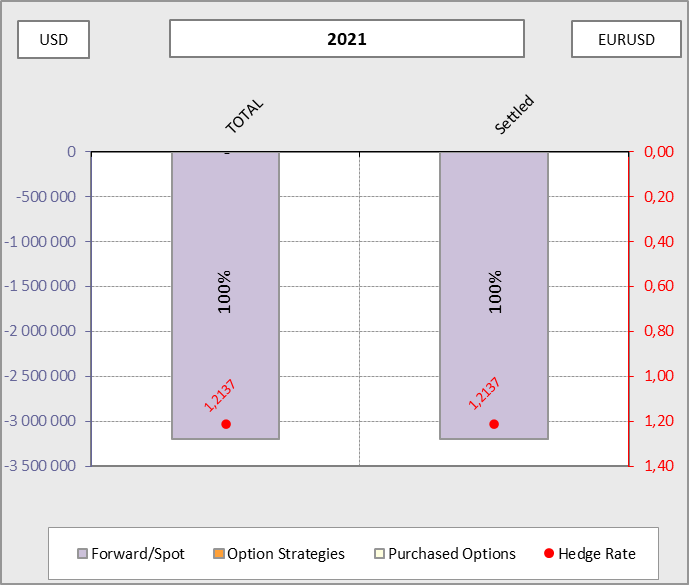 USD 2021 EURUSD
TOTAL Settled
0 0,00
-500 000 0,20
-1 000 000 0,40
100% 100%
-1 500 000 0,60
-2 000 000 0,80
-2 500 000 1,00
1,2137 1,2137
-3 000 000 1,20
-3 500 000 1,40
Forward/Spot Option Strategies Purchased Options Hedge Rate